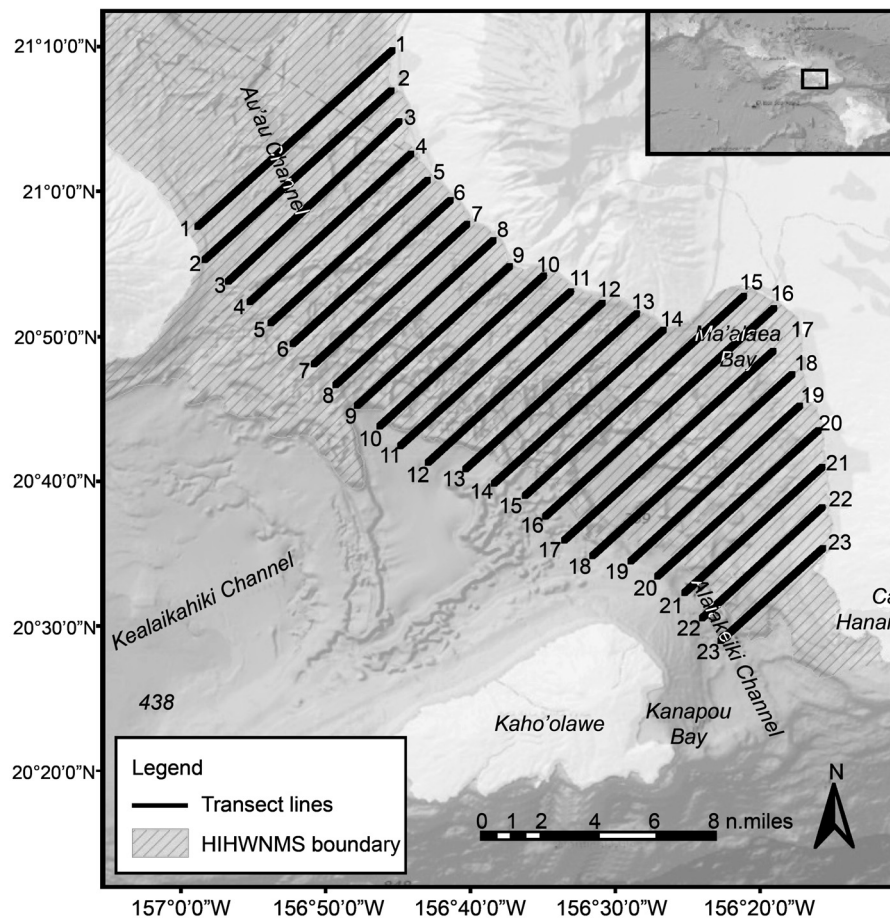 21°10'0"N
21°0'0"N
20°50'0"N
20°40'0"N
20°30'0"N
20°20'0"N
1
2
3
4
5
6
7
8
9
10
11
12
13
14
15
16
17
18
19
20
21
22
23
1
2
3
4
5
6
7
8
9
10
11
12
13
14
15
16
17
18
19
20
21
22
23
Au'au Channel
Ma'alaea
Bay
Kealaikahiki Channel
Alalakeiki Channel
Ca
Hanam
438
Kaho'olawe
Kanapou
Bay
Legend
Transect lines
HIHWNMS boundary
0 1 2 4 6 8 n.miles
N
157°0'0"W
156°50'0"W
156°40'0"W
156°30'0"W
156°20'0"W